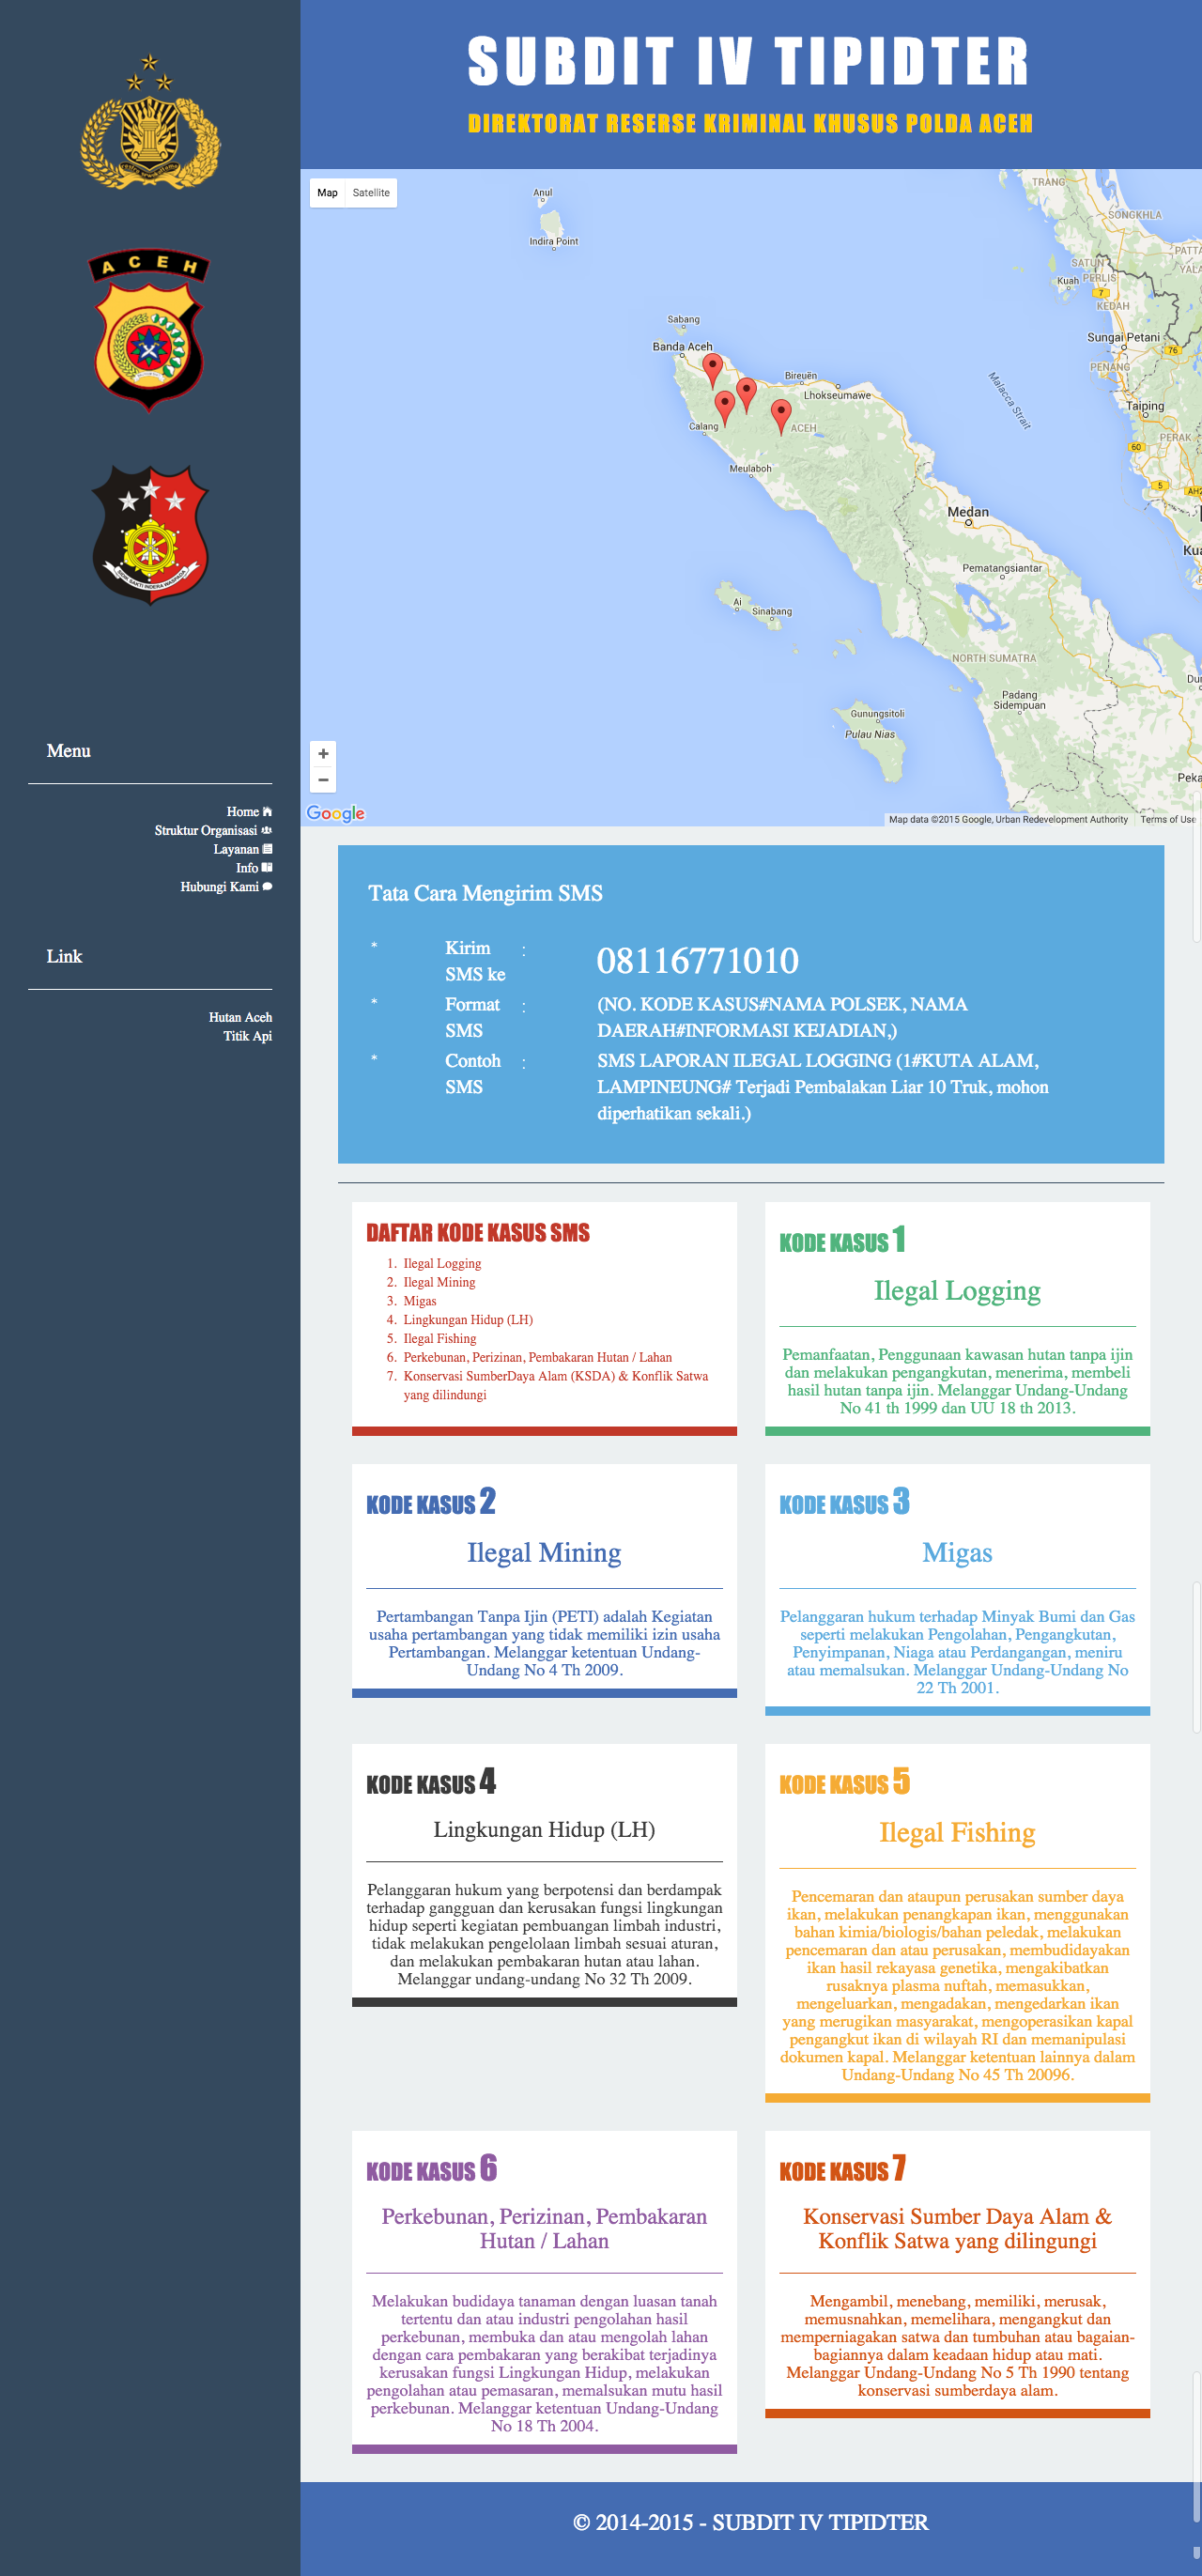 SUBDIT IV TIPIDTER
DIREKTORAT RESERSE KRIMINAL KHUSUS POLDA ACEH
ACEH
Menu
Home
Struktur Organisasi
Layanan
Info
Hubungi Kami
Link
Hutan Aceh
Titik Api
Map Satellite
Anul
Indira Point
TRANG
SONGKHLA
SATUN
PERLIS
Kuah
7
KEDAH
Sungai Petani
76
PENANG
Sabang
Banda Aceh
Bireuën
Lhokseumawe
Calang
ACEH
Meulaboh
Malacca Strait
Taiping
PERAK
60
5
Medan
Pematangsiantar
Ai
Sinabang
NORTH SUMATRA
Padang
Sidempuan
Gunungsitoli
Pulau Nias
+
−
Google
Map data ©2015 Google, Urban Redevelopment Authority Terms of Use
Tata Cara Mengirim SMS
* Kirim SMS ke : 08116771010
* Format SMS : (NO. KODE KASUS#NAMA POLSEK, NAMA
DAERAH#INFORMASI KEJADIAN,)
* Contoh SMS : SMS LAPORAN ILEGAL LOGGING (1#KUTA ALAM,
LAMPINEUNG# Terjadi Pembalakan Liar 10 Truk, mohon
diperhatikan sekali.)
DAFTAR KODE KASUS SMS
1. Ilegal Logging
2. Ilegal Mining
3. Migas
4. Lingkungan Hidup (LH)
5. Ilegal Fishing
6. Perkebunan, Perizinan, Pembakaran Hutan / Lahan
7. Konservasi SumberDaya Alam (KSDA) & Konflik Satwa
yang dilindungi
KODE KASUS 1
Ilegal Logging
Pemanfaatan, Penggunaan kawasan hutan tanpa ijin
dan melakukan pengangkutan, menerima, membeli
hasil hutan tanpa ijin. Melanggar Undang-Undang
No 41 th 1999 dan UU 18 th 2013.
KODE KASUS 2
Ilegal Mining
Pertambangan Tanpa Ijin (PETI) adalah Kegiatan
usaha pertambangan yang tidak memiliki izin usaha
Pertambangan. Melanggar ketentuan Undang-
Undang No 4 Th 2009.
KODE KASUS 3
Migas
Pelanggaran hukum terhadap Minyak Bumi dan Gas
seperti melakukan Pengolahan, Pengangkutan,
Penyimpanan, Niaga atau Perdangangan, meniru
atau memalsukan. Melanggar Undang-Undang No
22 Th 2001.
KODE KASUS 4
Lingkungan Hidup (LH)
Pelanggaran hukum yang berpotensi dan berdampak
terhadap gangguan dan kerusakan fungsi lingkungan
hidup seperti kegiatan pembuangan limbah industri,
tidak melakukan pengelolaan limbah sesuai aturan,
dan melakukan pembakaran hutan atau lahan.
Melanggar undang-undang No 32 Th 2009.
KODE KASUS 5
Ilegal Fishing
Pencemaran dan ataupun perusakan sumber daya
ikan, melakukan penangkapan ikan, menggunakan
bahan kimia/biologis/bahan peledak, melakukan
pencemaran dan atau perusakan, membudidayakan
ikan hasil rekayasa genetika, mengakibatkan
rusaknya plasma nuftah, memasukkan,
mengeluarkan, mengadakan, mengedarkan ikan
yang merugikan masyarakat, mengoperasikan kapal
pengangkut ikan di wilayah RI dan memanipulasi
dokumen kapal. Melanggar ketentuan lainnya dalam
Undang-Undang No 45 Th 20096.
KODE KASUS 6
Perkebunan, Perizinan, Pembakaran
Hutan / Lahan
Melakukan budidaya tanaman dengan luasan tanah
tertentu dan atau industri pengolahan hasil
perkebunan, membuka dan atau mengolah lahan
dengan cara pembakaran yang berakibat terjadinya
kerusakan fungsi Lingkungan Hidup, melakukan
pengolahan atau pemasaran, memalsukan mutu hasil
perkebunan. Melanggar ketentuan Undang-Undang
No 18 Th 2004.
KODE KASUS 7
Konservasi Sumber Daya Alam &
Konflik Satwa yang dilingungi
Mengambil, menebang, memiliki, merusak,
memusnahkan, memelihara, mengangkut dan
memperniagakan satwa dan tumbuhan atau bagaian-
bagiannya dalam keadaan hidup atau mati.
Melanggar Undang-Undang No 5 Th 1990 tentang
konservasi sumberdaya alam.
© 2014-2015 - SUBDIT IV TIPIDTER